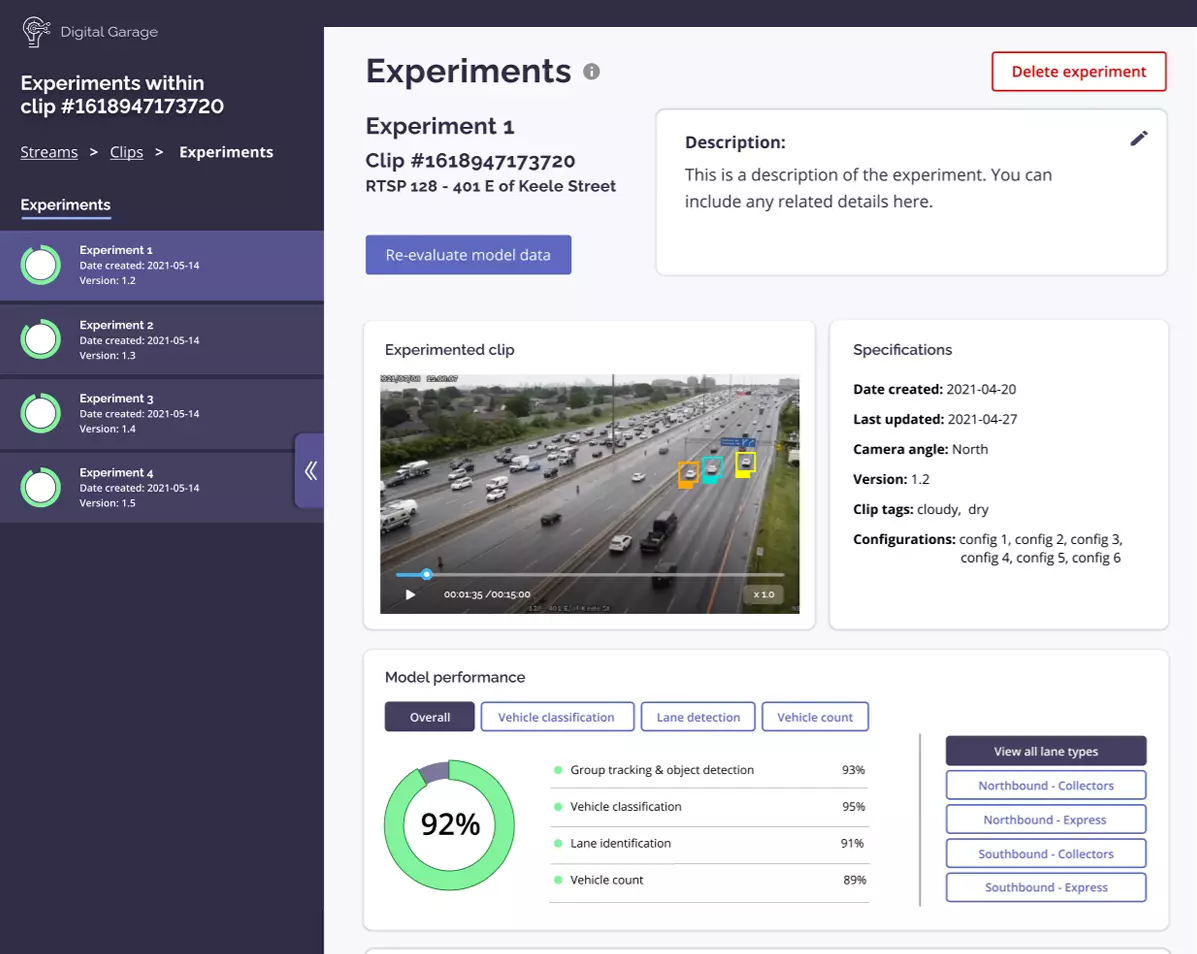 Digital Garage
Experiments within
clip #1618947173720
Streams > Clips > Experiments
Experiments
Experiment 1
Date created: 2021-05-14
Version: 1.2
Experiment 2
Date created: 2021-05-14
Version: 1.3
Experiment 3
Date created: 2021-05-14
Version: 1.4
Experiment 4
Date created: 2021-05-14
Version: 1.5
Experiments
Delete experiment
Experiment 1
Clip #1618947173720
RTSP 128 - 401 E of Keele Street
Re-evaluate model data
Description:
This is a description of the experiment. You can
include any related details here.
Experimented clip
00:01:35 /00:15:00
x 1.0
128 - 401 E/ of Keele St
Specifications
Date created: 2021-04-20
Last updated: 2021-04-27
Camera angle: North
Version: 1.2
Clip tags: cloudy, dry
Configurations: config 1, config 2, config 3,
config 4, config 5, config 6
Model performance
Overall
Vehicle classification
Lane detection
Vehicle count
92%
Group tracking & object detection 93%
Vehicle classification 95%
Lane identification 91%
Vehicle count 89%
View all lane types
Northbound - Collectors
Northbound - Express
Southbound - Collectors
Southbound - Express